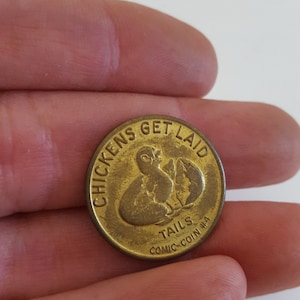 CHICKENS GET LAID
TAILS
COMIC-COIN #4